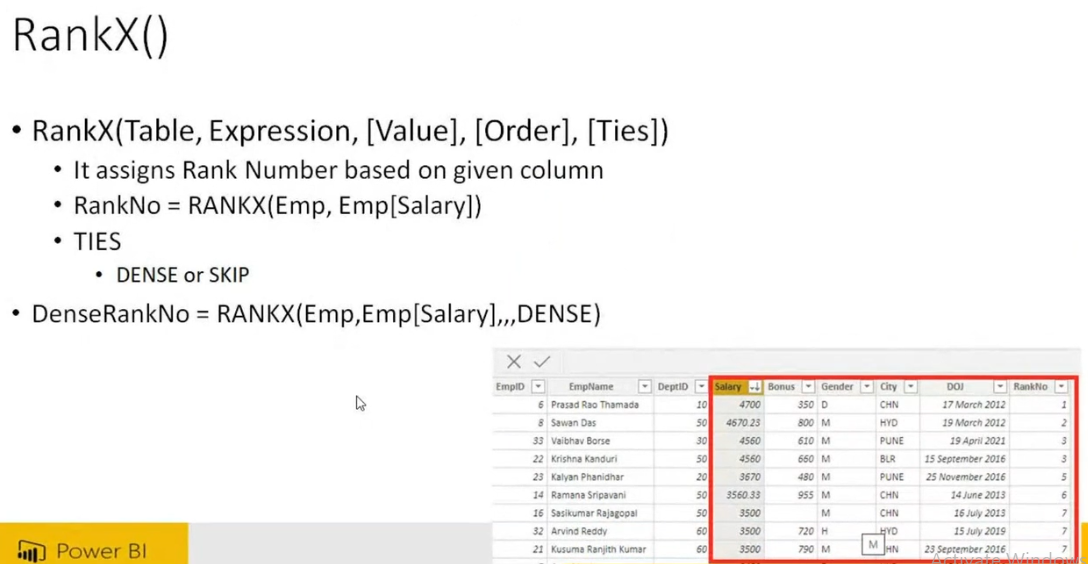 RankX()
• RankX(Table, Expression, [Value], [Order], [Ties])
• It assigns Rank Number based on given column
• RankNo = RANKX(Emp, Emp[Salary])
• TIES
• DENSE or SKIP
• DenseRankNo = RANKX(Emp,Emp[Salary],,,DENSE)
EmpID EmpName DeptID Salary Bonus Gender City DOJ RankNo
6 Prasad Rao Thamada 10 4700 350 D CHN 17 March 2012 1
8 Sawan Das 50 4670.23 800 M HYD 19 March 2012 2
33 Vaibhav Borse 30 4560 610 M PUNE 19 April 2021 3
22 Krishna Kanduri 50 4560 660 M BLR 15 September 2016 3
23 Kalyan Phanidhar 20 3670 480 M PUNE 25 November 2016 5
14 Ramana Sripavani 50 3560.33 955 M CHN 14 June 2013 6
16 Sasikumar Rajagopal 50 3500 M CHN 16 July 2013 7
32 Arvind Reddy 60 3500 720 H HYD 15 July 2019 7
21 Kusuma Ranjith Kumar 60 3500 790 M M HN 23 September 2016 7
Power BI
Activate Windows